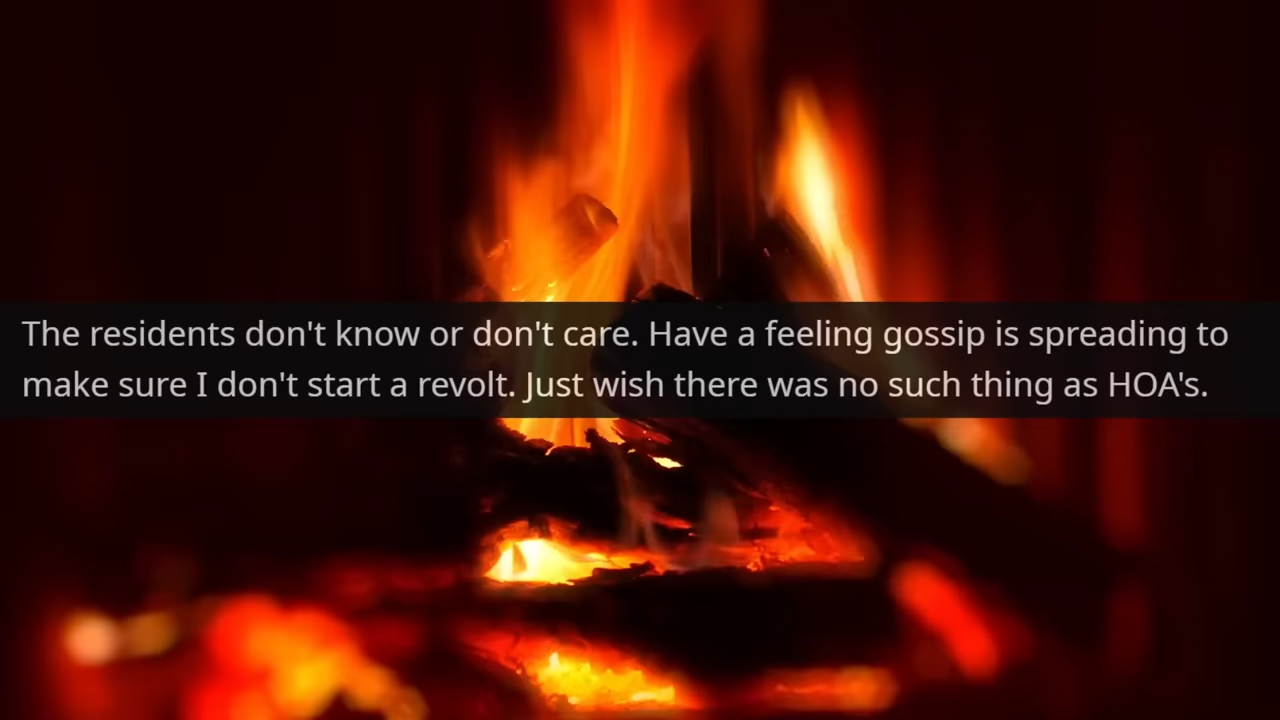 The residents don't know or don't care. Have a feeling gossip is spreading to
make sure I don't start a revolt. Just wish there was no such thing as HOA's.